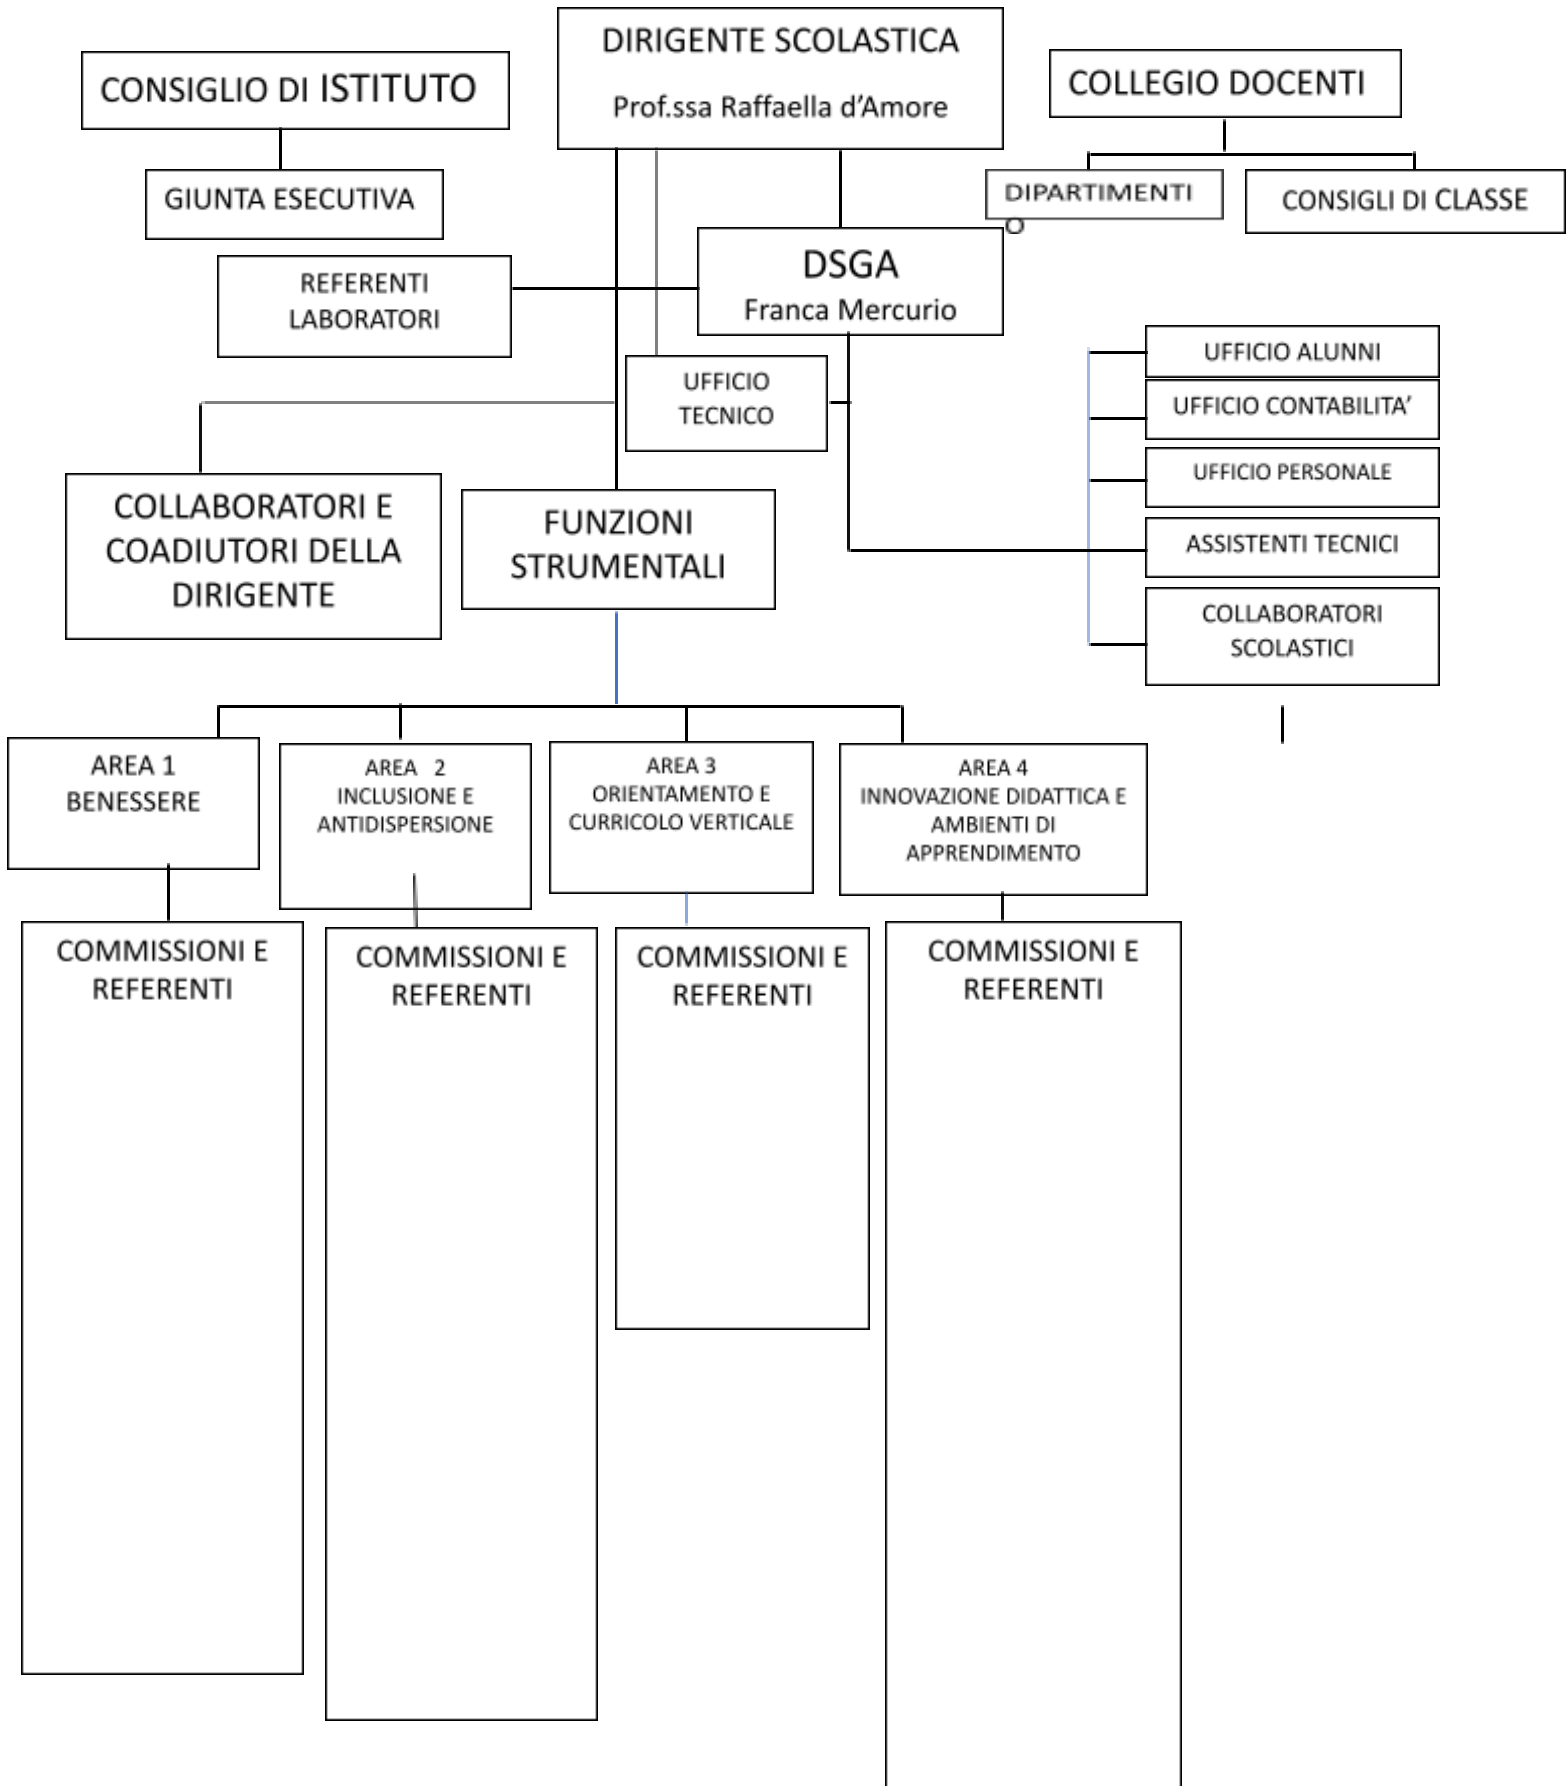 DIRIGENTE SCOLASTICA
Prof.ssa Raffaella d’Amore
CONSIGLIO DI ISTITUTO
COLLEGIO DOCENTI
GIUNTA ESECUTIVA
DIPARTIMENTI
O
CONSIGLI DI CLASSE
REFERENTI
LABORATORI
DSGA
Franca Mercurio
UFFICIO
TECNICO
UFFICIO ALUNNI
UFFICIO CONTABILITA’
UFFICIO PERSONALE
ASSISTENTI TECNICI
COLLABORATORI
SCOLASTICI
COLLABORATORI E
COADIUTORI DELLA
DIRIGENTE
FUNZIONI
STRUMENTALI
AREA 1
BENESSERE
AREA 2
INCLUSIONE E
ANTIDISPERSIONE
AREA 3
ORIENTAMENTO E
CURRICOLO VERTICALE
AREA 4
INNOVAZIONE DIDATTICA E
AMBIENTI DI
APPRENDIMENTO
COMMISSIONI E
REFERENTI
COMMISSIONI E
REFERENTI
COMMISSIONI E
REFERENTI
COMMISSIONI E
REFERENTI